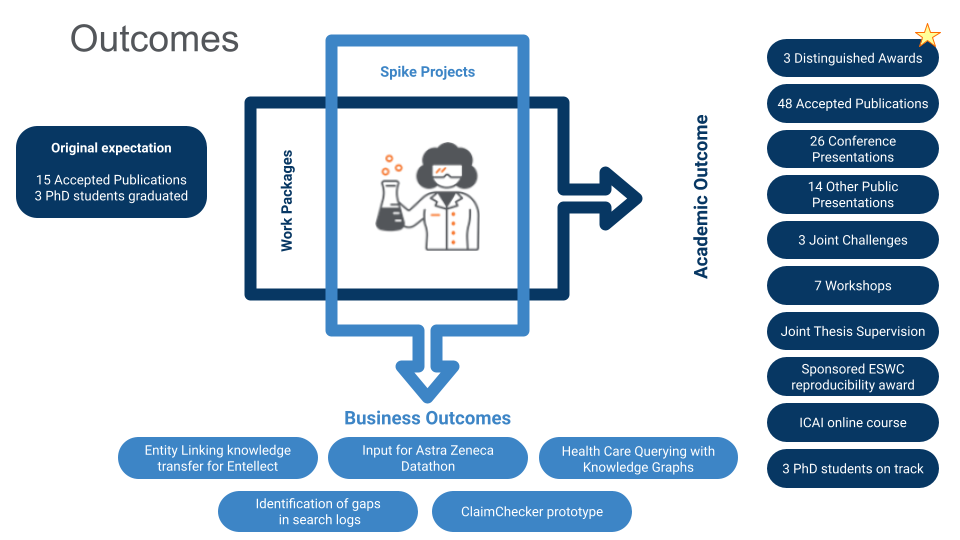 Outcomes
Original expectation
15 Accepted Publications
3 PhD students graduated
Spike Projects
Work Packages
Academic Outcome
Business Outcomes
Entity Linking knowledge
transfer for Entellect
Input for Astra Zeneca
Datathon
Health Care Querying with
Knowledge Graphs
Identification of gaps
in search logs
ClaimChecker prototype
3 Distinguished Awards
48 Accepted Publications
26 Conference
Presentations
14 Other Public
Presentations
3 Joint Challenges
7 Workshops
Joint Thesis Supervision
Sponsored ESWC
reproducibility award
ICAI online course
3 PhD students on track